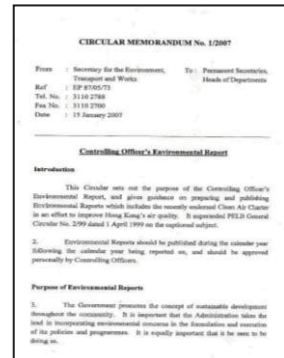 CIRCULAR MEMORANDUM No. 1/2007
From : Secretary for the Environment, To : Permanent Secretaries,
Transport and Works Heads of Departments
Ref : EP 87/05/73
Tel. No. : 3110 2788
Fax No. : 3110 2700
Date : 15 January 2007
Controlling Officer's Environmental Report
Introduction
This Circular sets out the purpose of the Controlling Officer's
Environmental Report, and gives guidance on preparing and publishing
Environmental Reports which includes the recently endorsed Clean Air Charter
in an effort to improve Hong Kong's air quality. It superseded PELB General
Circular No. 2/99 dated 1 April 1999 on the captioned subject.
2. Environmental Reports should be published during the calendar year
following the calendar year being reported on, and should be approved
personally by Controlling Officers.
Purpose of Environmental Reports
3. The Government promotes the concept of sustainable development
throughout the community. It is important that the Administration takes the
lead in incorporating environmental concerns in the formulation and execution
of its policies and programmes. It is equally important that it be seen to be
doing so.